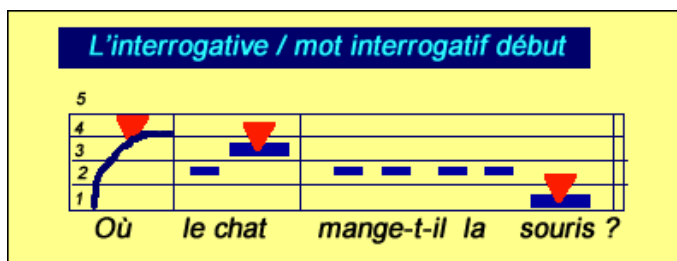 L'interrogative / mot interrogatif début
5
4
3
2
1
Où le chat mange-t-il la souris ?